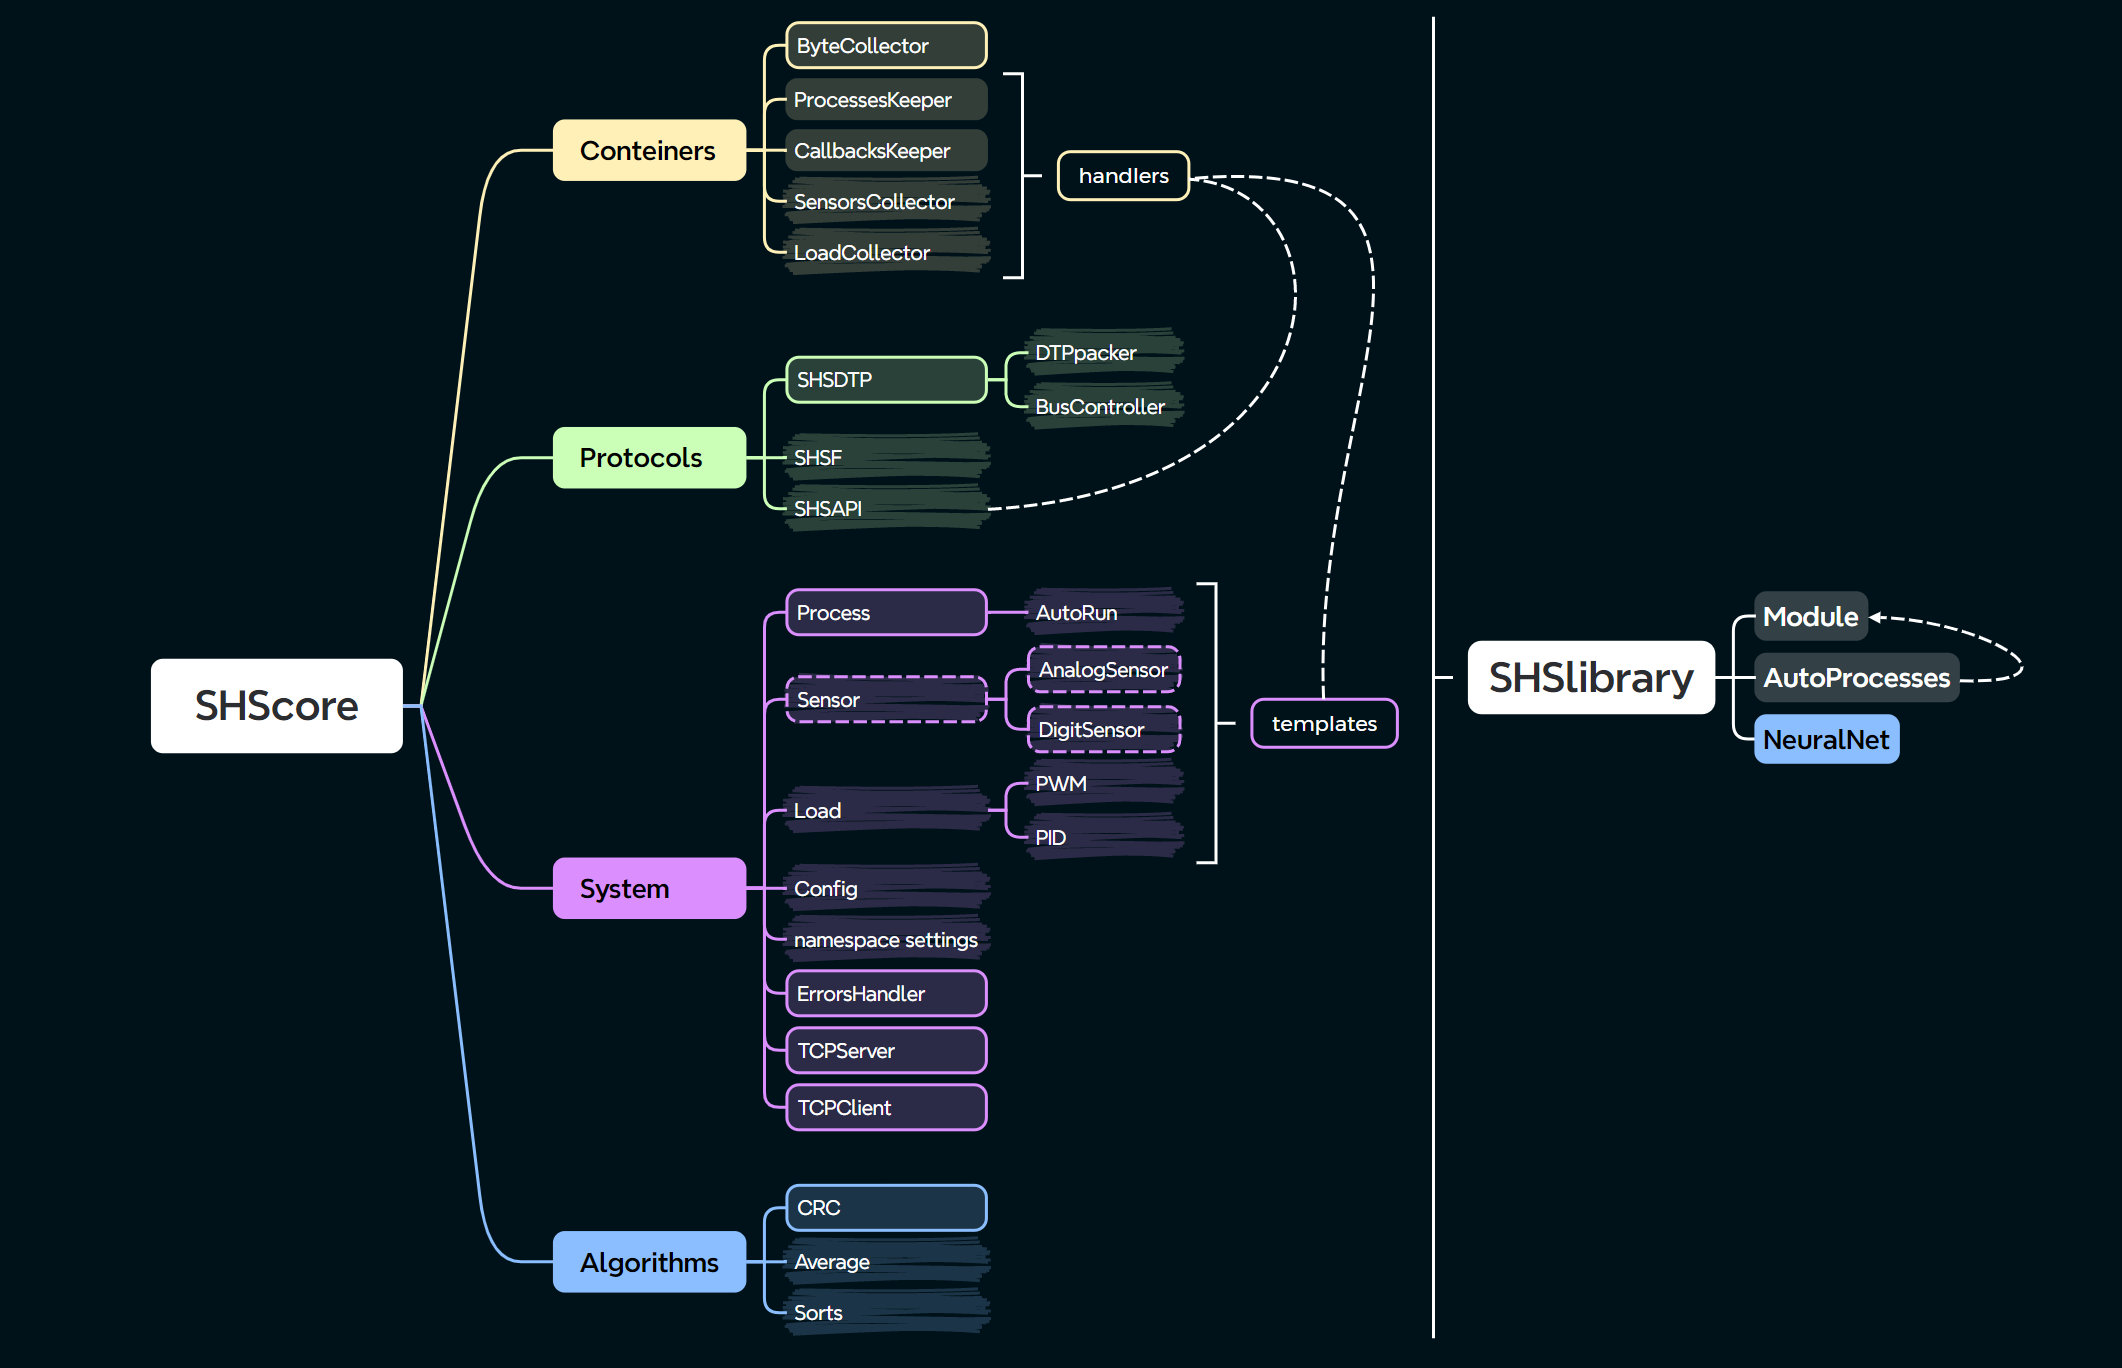 SHScore
Conteiners
ByteCollector
ProcessesKeeper
CallbacksKeeper
SensorsCollector
LoadCollector
handlers
Protocols
SHSDTP
DTPpacker
BusController
SHSF
SHSAPI
System
Process
AutoRun
Sensor
AnalogSensor
DigitSensor
Load
PWM
PID
templates
Config
namespace settings
ErrorsHandler
TCPServer
TCPClient
Algorithms
CRC
Average
Sorts
SHSlibrary
Module
AutoProcesses
NeuralNet